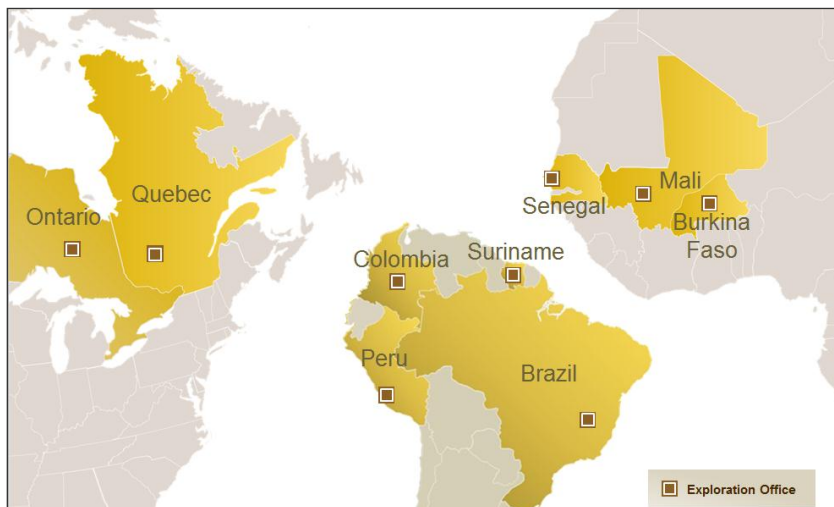 Quebec
Ontario
Mali
Senegal
Burkina
Faso
Colombia
Suriname
Peru
Brazil
Exploration Office